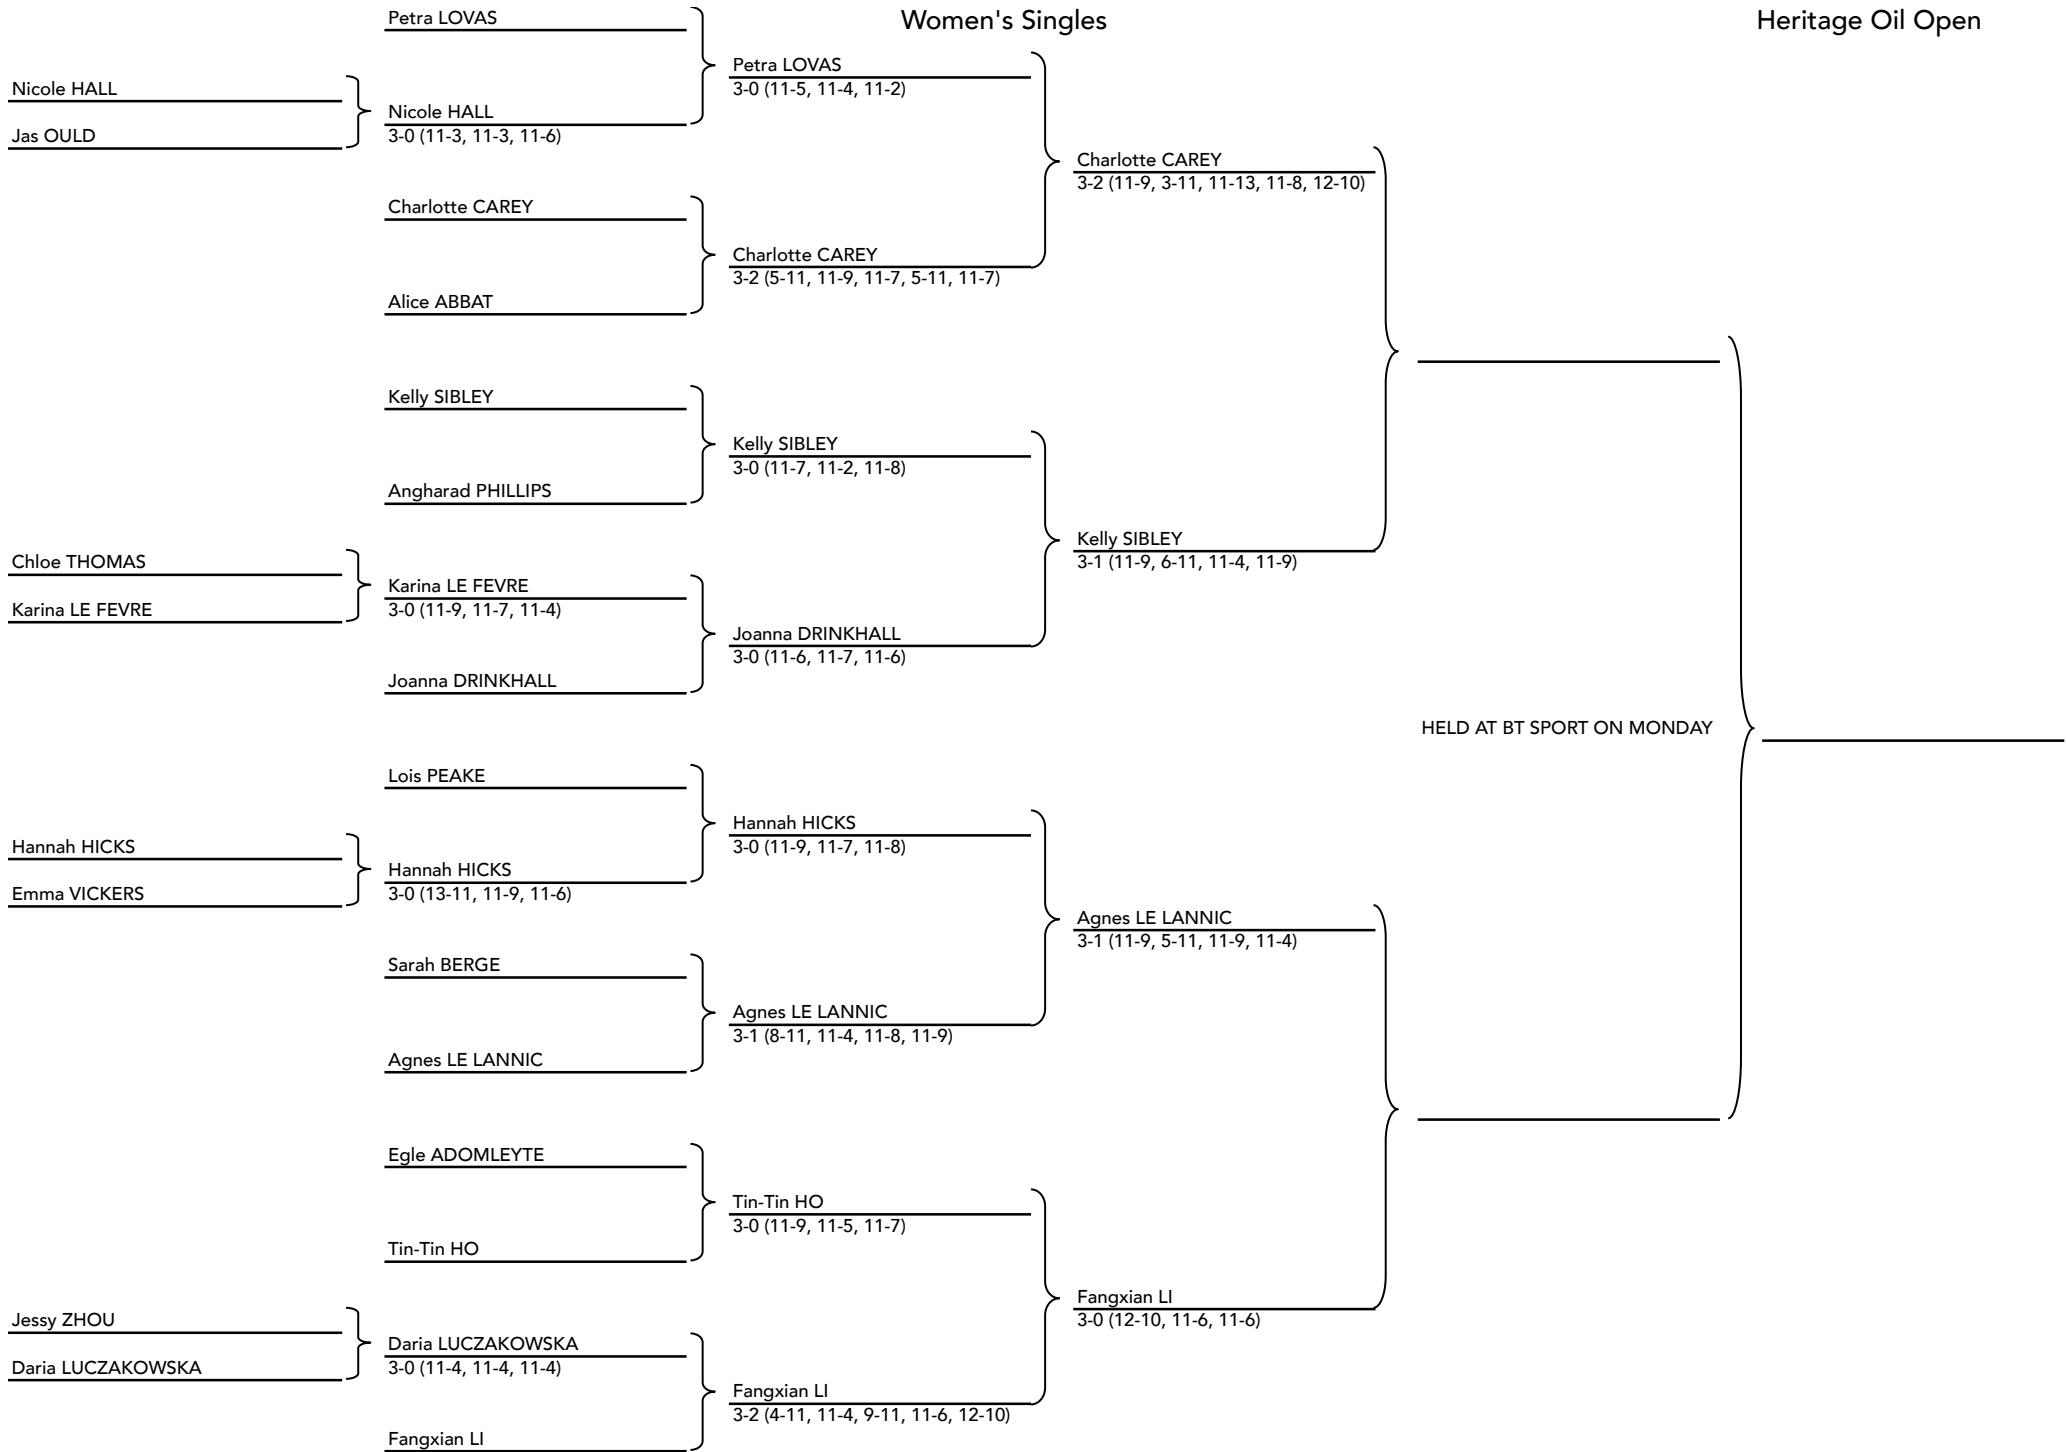 Women's Singles
Heritage Oil Open
Petra LOVAS
Petra LOVAS
3-0 (11-5, 11-4, 11-2)
Nicole HALL
Nicole HALL
3-0 (11-3, 11-3, 11-6)
Jas OULD
Charlotte CAREY
3-2 (11-9, 3-11, 11-13, 11-8, 12-10)
Charlotte CAREY
Charlotte CAREY
3-2 (5-11, 11-9, 11-7, 5-11, 11-7)
Alice ABBAT
Kelly SIBLEY
Kelly SIBLEY
3-0 (11-7, 11-2, 11-8)
Angharad PHILLIPS
Kelly SIBLEY
3-1 (11-9, 6-11, 11-4, 11-9)
Chloe THOMAS
Karina LE FEVRE
3-0 (11-9, 11-7, 11-4)
Karina LE FEVRE
Joanna DRINKHALL
3-0 (11-6, 11-7, 11-6)
Joanna DRINKHALL
HELD AT BT SPORT ON MONDAY
Lois PEAKE
Hannah HICKS
3-0 (11-9, 11-7, 11-8)
Hannah HICKS
Hannah HICKS
3-0 (13-11, 11-9, 11-6)
Emma VICKERS
Agnes LE LANNIC
3-1 (11-9, 5-11, 11-9, 11-4)
Sarah BERGE
Agnes LE LANNIC
3-1 (8-11, 11-4, 11-8, 11-9)
Agnes LE LANNIC
Egle ADOMLEYTE
Tin-Tin HO
3-0 (11-9, 11-5, 11-7)
Tin-Tin HO
Fangxian LI
3-0 (12-10, 11-6, 11-6)
Jessy ZHOU
Daria LUCZAKOWSKA
3-0 (11-4, 11-4, 11-4)
Daria LUCZAKOWSKA
Fangxian LI
3-2 (4-11, 11-4, 9-11, 11-6, 12-10)
Fangxian LI